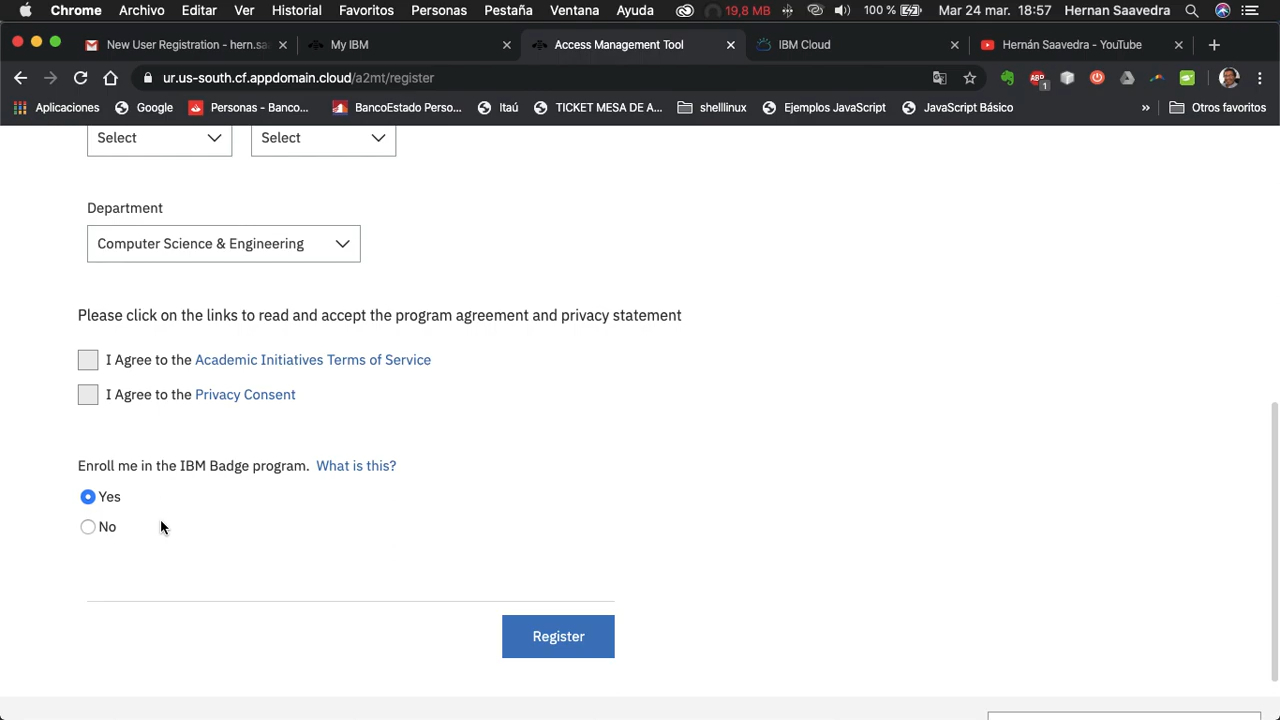 Chrome Archivo Editar Ver Historial Favoritos Personas Pestaña Ventana Ayuda 19,8 MB 100 % Mar 24 mar. 18:57 Hernan Saavedra
New User Registration - hern.sa My IBM Access Management Tool IBM Cloud Hernán Saavedra - YouTube
ur.us-south.cf.appdomain.cloud/a2mt/register ABP 1
Aplicaciones Google Personas - Banco... BancoEstado Perso... Itaú TICKET MESA DE A... shelllinux Ejemplos JavaScript JavaScript Básico » Otros favoritos
Select Select
Department
Computer Science & Engineering
Please click on the links to read and accept the program agreement and privacy statement
I Agree to the Academic Initiatives Terms of Service
I Agree to the Privacy Consent
Enroll me in the IBM Badge program. What is this?
Yes
No
Register